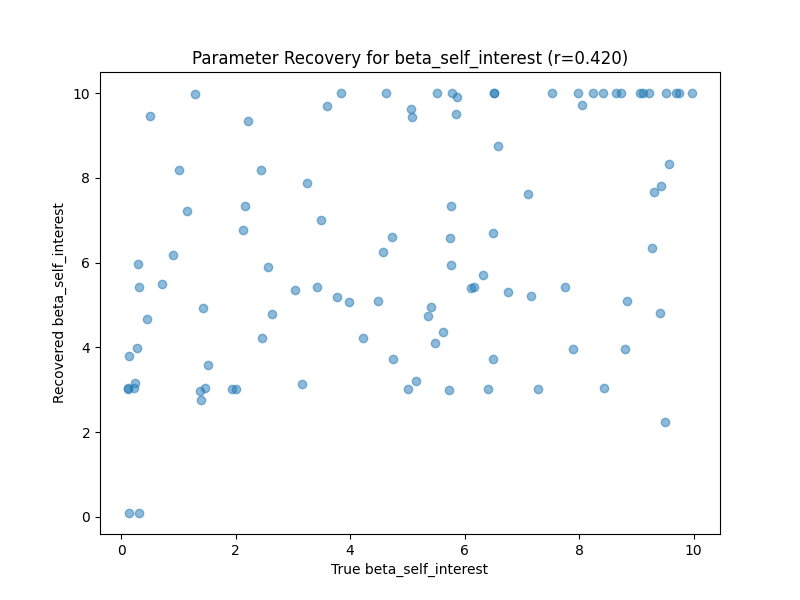 Parameter Recovery for beta_self_interest (r=0.420)
Recovered beta_self_interest
10
8
6
4
2
0
0 2 4 6 8 10
True beta_self_interest